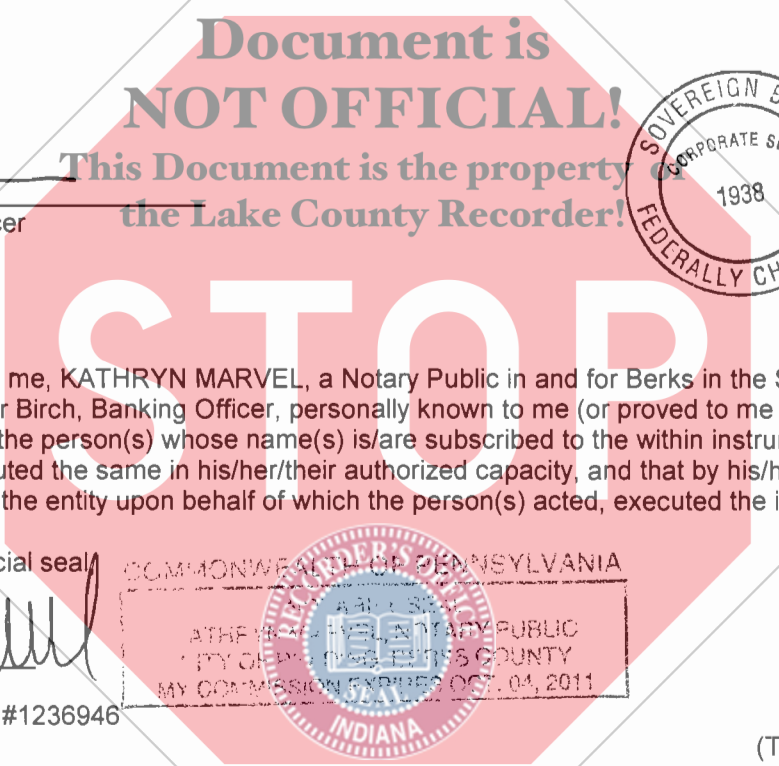 Document is
NOT OFFICIAL!
This Document is the property of
the Lake County Recorder!
SOVEREIGN
CORPORATE
1938
FEDERALLY CH
cer
STOP
me, KATHRYN MARVEL, a Notary Public in and for Berks in the S
r Birch, Banking Officer, personally known to me (or proved to me
the person(s) whose name(s) is/are subscribed to the within instru
uted the same in his/her/their authorized capacity, and that by his/h
the entity upon behalf of which the person(s) acted, executed the i
cial seal
COMMONWEALTH OF PENNSYLVANIA
NOTARY PUBLIC
COUNTY
MY COMMISSION EXPIRES OCT. 04, 2011
RECORDER'S OFFICE
SEAL
INDIANA
#1236946
(T